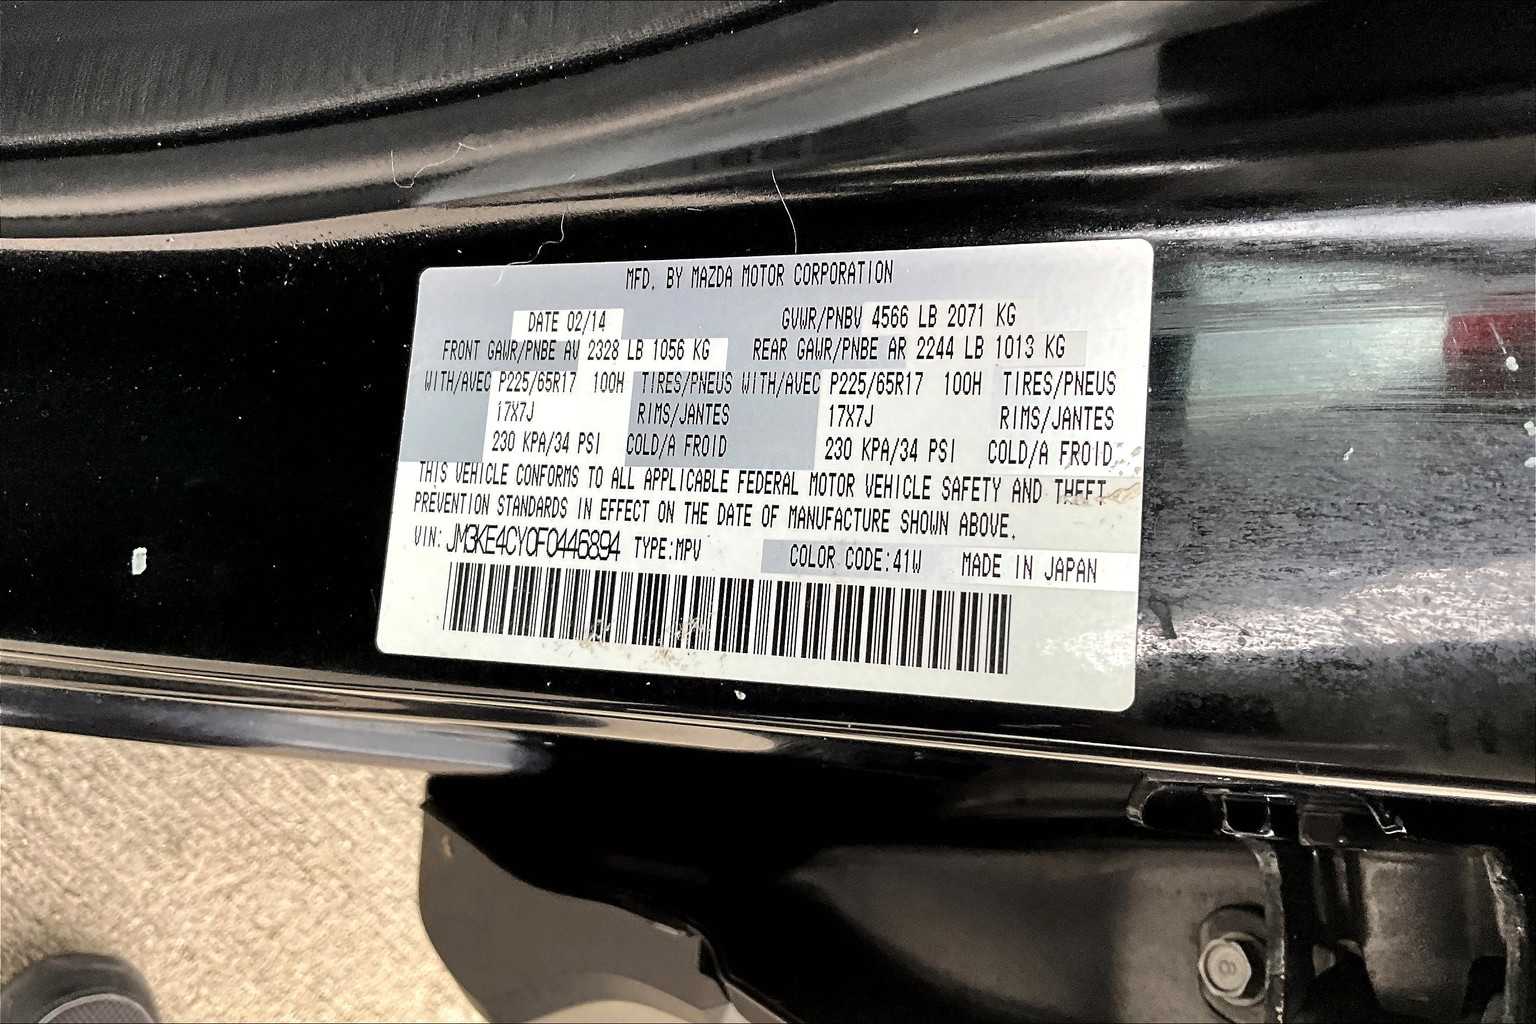 MFD. BY MAZDA MOTOR CORPORATION
DATE 02/14 GVWR/PNBV 4566 LB 2071 KG
FRONT GAWR/PNBE AV 2328 LB 1056 KG REAR GAWR/PNBE AR 2244 LB 1013 KG
WITH/AVEC P225/65R17 100H TIRES/PNEUS WITH/AVEC P225/65R17 100H TIRES/PNEUS
17X7J RIMS/JANTES 17X7J RIMS/JANTES
230 KPA/34 PSI COLD/A FROID 230 KPA/34 PSI COLD/A FROID
THIS VEHICLE CONFORMS TO ALL APPLICABLE FEDERAL MOTOR VEHICLE SAFETY AND THEFT
PREVENTION STANDARDS IN EFFECT ON THE DATE OF MANUFACTURE SHOWN ABOVE.
VIN: JM3KE4CY0F0446894 TYPE:MPV COLOR CODE:41W MADE IN JAPAN
8